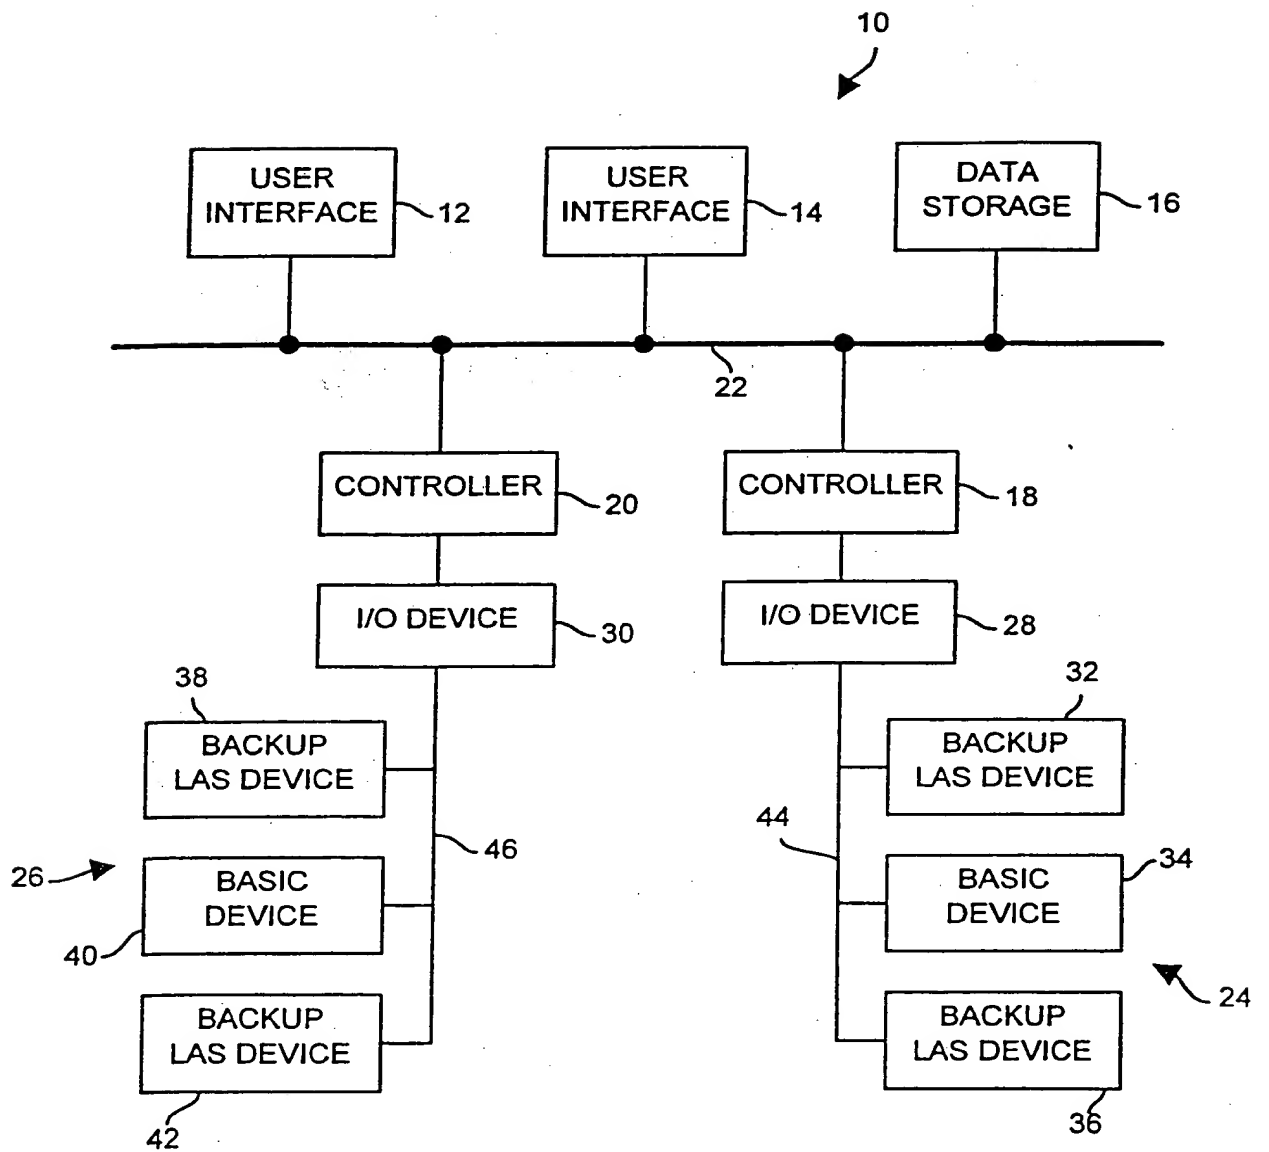 10
USER
INTERFACE
12
USER
INTERFACE
14
DATA
STORAGE
16
22
CONTROLLER
20
CONTROLLER
18
I/O DEVICE
30
I/O DEVICE
28
38
BACKUP
LAS DEVICE
32
BACKUP
LAS DEVICE
46
44
26
BASIC
DEVICE
40
BASIC
DEVICE
34
24
BACKUP
LAS DEVICE
42
BACKUP
LAS DEVICE
36